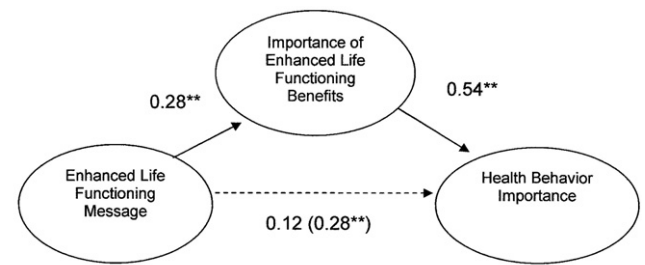 Importance of
Enhanced Life
Functioning
Benefits
0.28**
0.54**
Enhanced Life
Functioning
Message
Health Behavior
Importance
0.12 (0.28**)